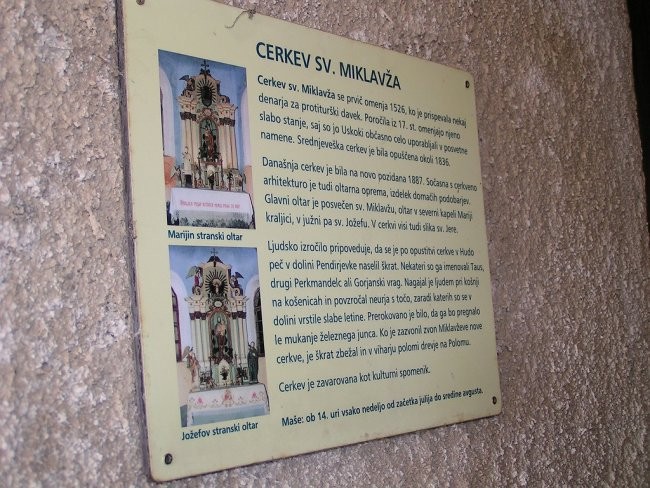 CERKEV SV. MIKLAVŽA
Cerkev sv. Miklavža se prvič omenja 1526, ko je prispevala nekaj
denarja za protiturški davek. Poročila iz 17. st. omenjajo njeno
slabo stanje, saj so jo Uskoki občasno celo uporabljali v posvetne
namene. Srednjeveška cerkev je bila opuščena okoli 1836.
Današnja cerkev je bila na novo pozidana 1887. Sočasna s cerkveno
arhitekturo je tudi oltarna oprema, izdelek domačih podobarjev.
Glavni oltar je posvečen sv. Miklavžu, oltar v severni kapeli Mariji
kraljici, v južni pa sv. Jožefu. V cerkvi visi tudi slika sv. Jere.
Marijin stranski oltar
Ljudsko izročilo pripoveduje, da se je po opustitvi cerkve v Hudo
peč v dolini Pendirjevke naselil škrat. Nekateri so ga imenovali Taus,
drugi Perkmandelc ali Gorjanski vrag. Nagajal je ljudem pri košnji
na košenicah in povzročal neurja s točo, zaradi katerih so se v
dolini vrstile slabe letine. Prerokovano je bilo, da ga bo pregnalo
le mukanje železnega junca. Ko je zazvonil zvon Miklavževe nove
cerkve, je škrat zbežal in v viharju polomi drevje na Polomu.
Cerkev je zavarovana kot kulturni spomenik.
Jožefov stranski oltar
Maše: ob 14. uri vsako nedeljo od začetka julija do sredine avgusta.